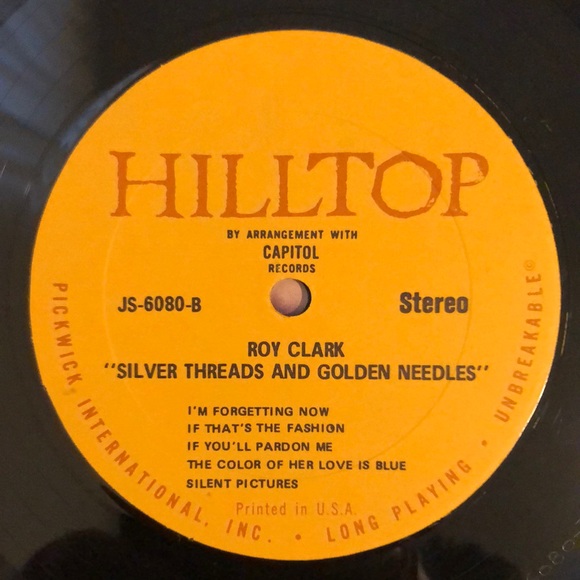 HILLTOP
BY ARRANGEMENT WITH
CAPITOL
RECORDS
JS-6080-B
Stereo
ROY CLARK
"SILVER THREADS AND GOLDEN NEEDLES"
I'M FORGETTING NOW
IF THAT'S THE FASHION
IF YOU'LL PARDON ME
THE COLOR OF HER LOVE IS BLUE
SILENT PICTURES
Printed in U.S.A.
PICKWICK INTERNATIONAL, INC. • LONG PLAYING • UNBREAKABLE©